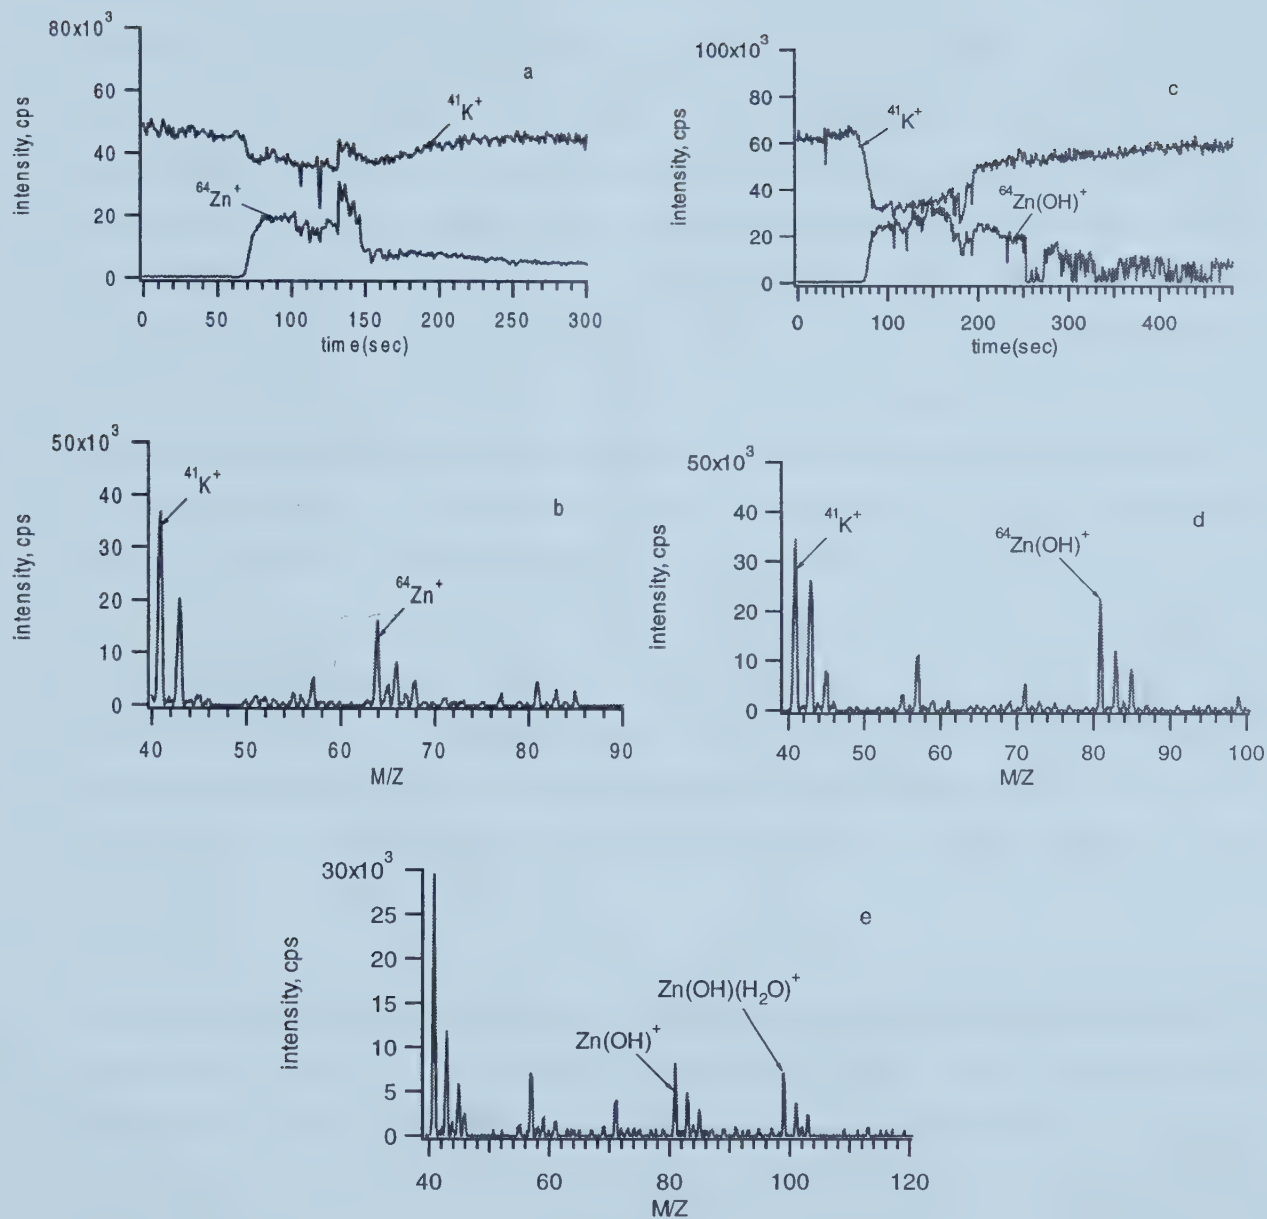 a
80x10³
60
40
20
0
intensity, cps
⁴¹K⁺
⁶⁴Zn⁺
0 50 100 150 200 250 300
time(sec)
c
100x10³
80
60
40
20
0
intensity, cps
⁴¹K⁺
⁶⁴Zn(OH)⁺
0 100 200 300 400
time(sec)
b
50x10³
40
30
20
10
0
intensity, cps
⁴¹K⁺
⁶⁴Zn⁺
40 50 60 70 80 90
M/Z
d
50x10³
40
30
20
10
0
intensity, cps
⁴¹K⁺
⁶⁴Zn(OH)⁺
40 50 60 70 80 90 100
M/Z
e
30x10³
25
20
15
10
5
0
intensity, cps
Zn(OH)⁺
Zn(OH)(H₂O)⁺
40 60 80 100 120
M/Z